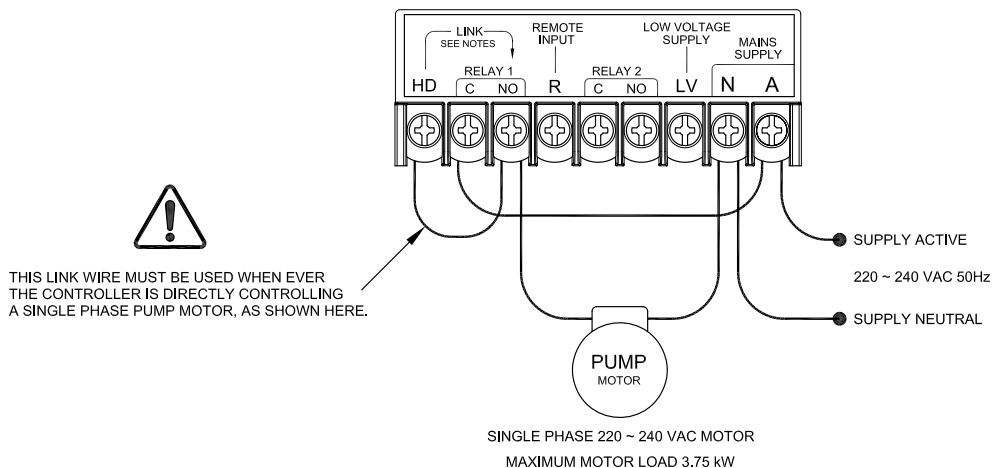 LINK
SEE NOTES
REMOTE
INPUT
LOW VOLTAGE
SUPPLY
MAINS
SUPPLY
RELAY 1
RELAY 2
HD C NO R C NO LV N A
THIS LINK WIRE MUST BE USED WHEN EVER
THE CONTROLLER IS DIRECTLY CONTROLLING
A SINGLE PHASE PUMP MOTOR, AS SHOWN HERE.
SUPPLY ACTIVE
220 ~ 240 VAC 50Hz
SUPPLY NEUTRAL
PUMP
MOTOR
SINGLE PHASE 220 ~ 240 VAC MOTOR
MAXIMUM MOTOR LOAD 3.75 kW